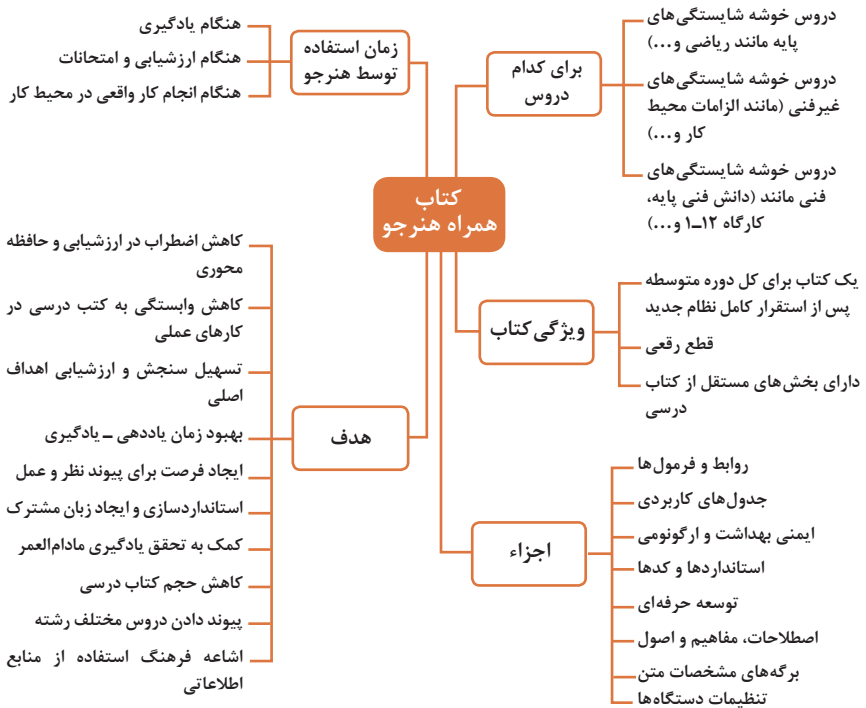 کتاب
همراه هنرجو
برای کدام
دروس
دروس خوشه شایستگی‌های
پایه مانند ریاضی و...)
دروس خوشه شایستگی‌های
غیرفنی (مانند الزامات محیط
کار و...)
دروس خوشه شایستگی‌های
فنی مانند (دانش فنی پایه،
کارگاه ۱۲ـ۱ و...)
ویژگی کتاب
یک کتاب برای کل دوره متوسطه
پس از استقرار کامل نظام جدید
قطع رقعی
دارای بخش‌های مستقل از کتاب
درسی
اجزاء
روابط و فرمول‌ها
جدول‌های کاربردی
ایمنی بهداشت و ارگونومی
استانداردها و کدها
توسعه حرفه‌ای
اصطلاحات، مفاهیم و اصول
برگه‌های مشخصات متن
تنظیمات دستگاه‌ها
زمان استفاده
توسط هنرجو
هنگام یادگیری
هنگام ارزشیابی و امتحانات
هنگام انجام کار واقعی در محیط کار
هدف
کاهش اضطراب در ارزشیابی و حافظه
محوری
کاهش وابستگی به کتب درسی در
کارهای عملی
تسهیل سنجش و ارزشیابی اهداف
اصلی
بهبود زمان یاددهی ـ یادگیری
ایجاد فرصت برای پیوند نظر و عمل
استانداردسازی و ایجاد زبان مشترک
کمک به تحقق یادگیری مادام‌العمر
کاهش حجم کتاب درسی
پیوند دادن دروس مختلف رشته
اشاعه فرهنگ استفاده از منابع
اطلاعاتی